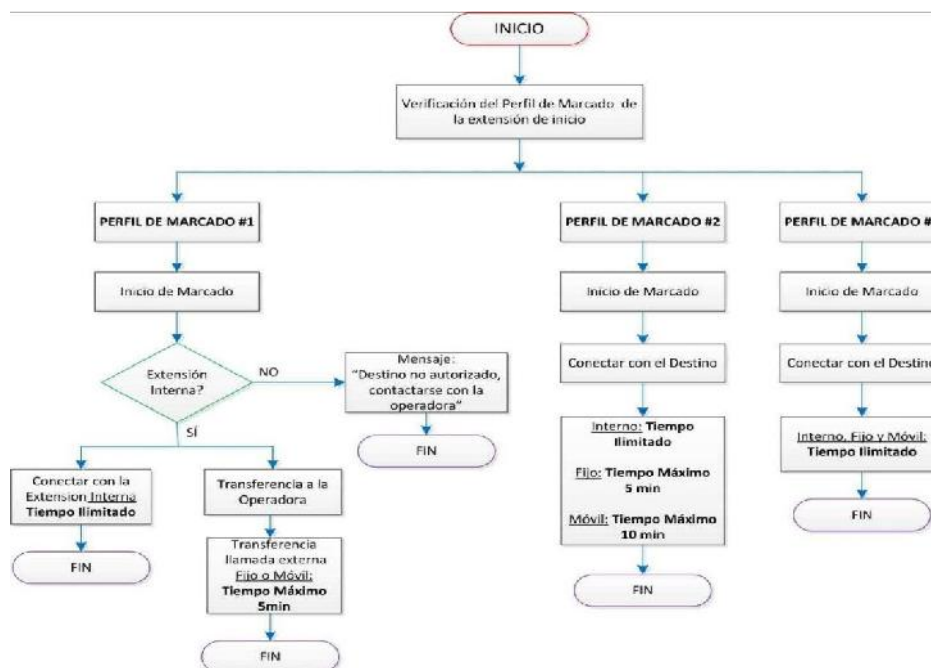 INICIO
Verificación del Perfil de Marcado de
la extensión de inicio
PERFIL DE MARCADO #1
Inicio de Marcado
Extensión
Interna?
NO
Mensaje:
"Destino no autorizado,
contactarse con la
operadora"
FIN
SÍ
Conectar con la
Extension Interna
Tiempo Ilimitado
FIN
Transferencia a la
Operadora
Transferencia
llamada externa
Fijo o Móvil:
Tiempo Máximo
5min
FIN
PERFIL DE MARCADO #2
Inicio de Marcado
Conectar con el Destino
Interno: Tiempo
Ilimitado
Fijo: Tiempo Máximo
5 min
Móvil: Tiempo Máximo
10 min
FIN
PERFIL DE MARCADO #
Inicio de Marcado
Conectar con el Destino
Interno, Fijo y Móvil:
Tiempo Ilimitado
FIN